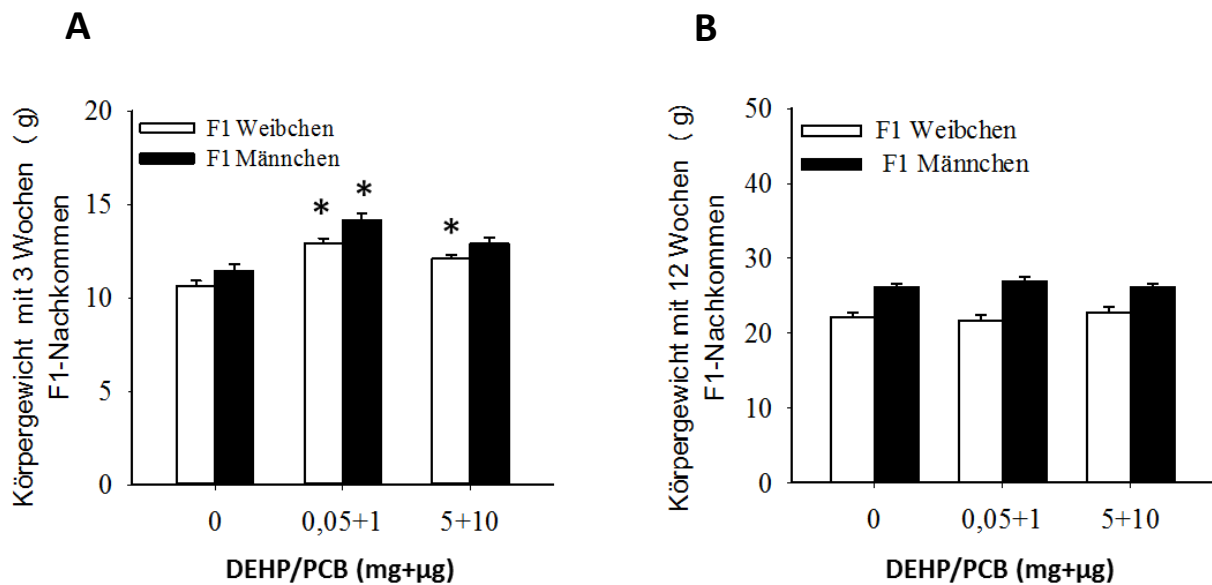 A
Körpergewicht mit 3 Wochen ( g)
F1-Nachkommen
20
15
10
5
0
F1 Weibchen
F1 Männchen
*
*
*
0
0,05+1
5+10
DEHP/PCB (mg+µg)
B
Körpergewicht mit 12 Wochen ( g)
F1-Nachkommen
50
40
30
20
10
0
F1 Weibchen
F1 Männchen
0
0,05+1
5+10
DEHP/PCB (mg+µg)